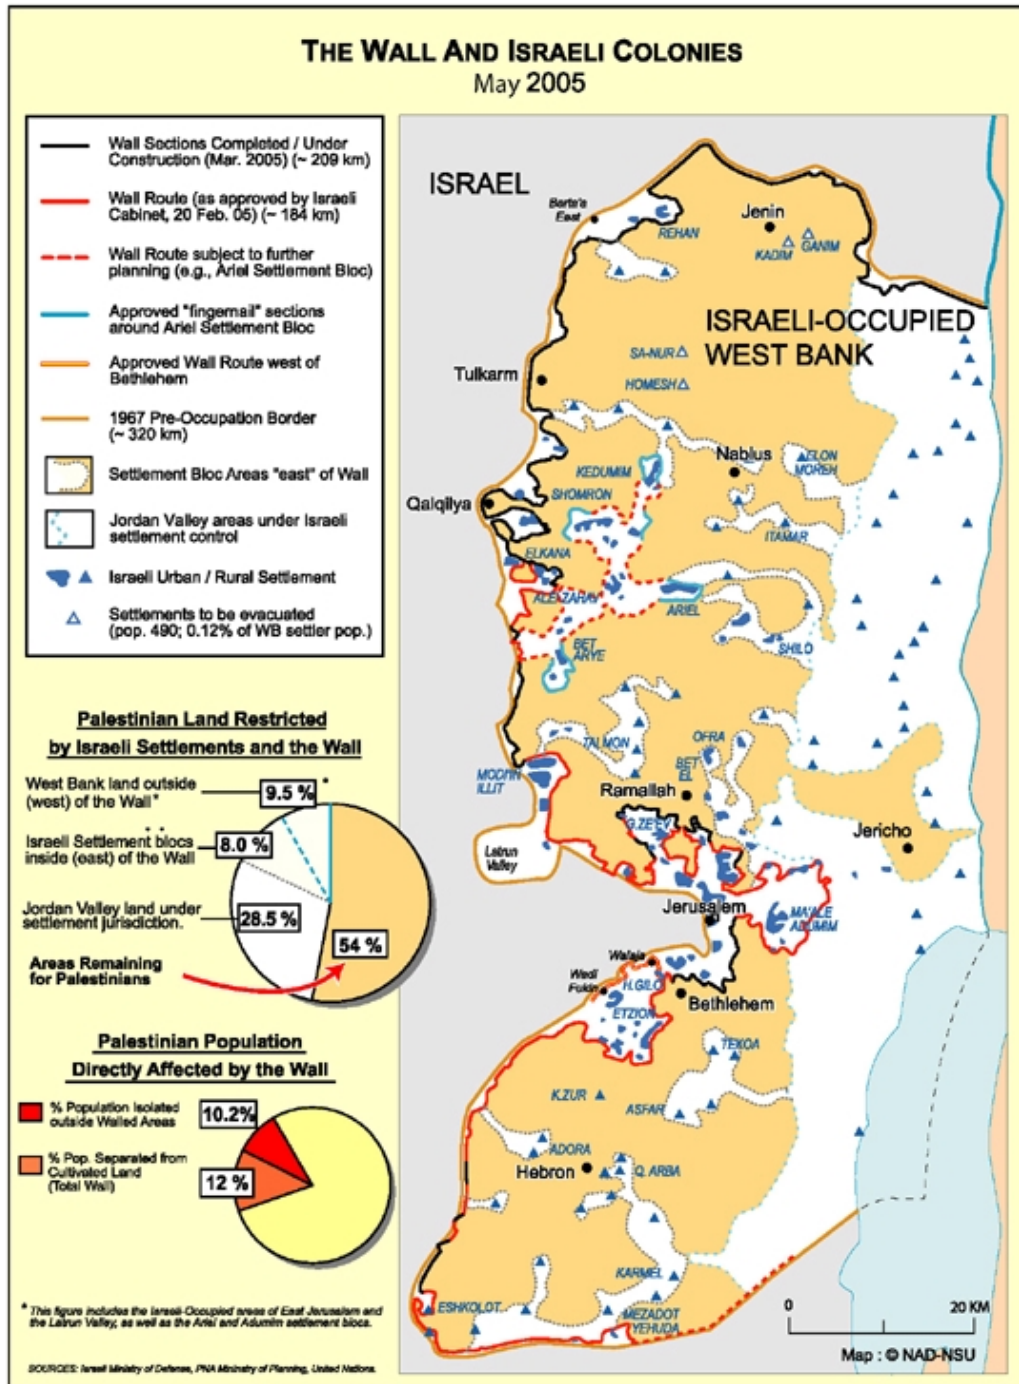 THE WALL AND ISRAELI COLONIES
May 2005
Wall Sections Completed / Under
Construction (Mar. 2005) (~ 209 km)
Wall Route (as approved by Israeli
Cabinet, 20 Feb. 05) (~ 184 km)
Wall Route subject to further
planning (e.g., Ariel Settlement Bloc)
Approved "fingernail" sections
around Ariel Settlement Bloc
Approved Wall Route west of
Bethlehem
1967 Pre-Occupation Border
(~ 320 km)
Settlement Bloc Areas "east" of Wall
Jordan Valley areas under Israeli
settlement control
Israeli Urban / Rural Settlement
Settlements to be evacuated
(pop. 490; 0.12% of WB settler pop.)
Palestinian Land Restricted
by Israeli Settlements and the Wall
West Bank land outside
(west) of the Wall*
9.5 % *
Israeli Settlement blocs
inside (east) of the Wall
8.0 %
* *
Jordan Valley land under
settlement jurisdiction.
28.5 %
54 %
Areas Remaining
for Palestinians
Palestinian Population
Directly Affected by the Wall
% Population Isolated
outside Walled Areas
10.2%
% Pop. Separated from
Cultivated Land
(Total Wall)
12 %
* This figure includes the Israeli-Occupied areas of East Jerusalem and
the Latrun Valley, as well as the Ariel and Adumim settlement blocs.
SOURCES: Israeli Ministry of Defense, PNA Mininstry of Planning, United Nations.
ISRAEL
Barta'a
East
REHAN
Jenin
KADIM
GANIM
ISRAELI-OCCUPIED
WEST BANK
SA-NUR
HOMESH
Tulkarm
KEDUMIM
Nablus
ELON
MOREH
SHOMRON
Qalqilya
ITAMAR
ELKANA
ALEI ZAHAV
ARIEL
BET
ARYE
SHILO
TALMON
OFRA
BET
EL
MODI'IN
ILLIT
Ramallah
G.ZE'EV
Latrun
Valley
Jericho
Jerusalem
MA'ALE
ADUMIM
Walaja
Wadi
Fukin
H.GILO
ETZION
Bethlehem
TEKOA
K.ZUR
ASFAR
ADORA
Hebron
Q. ARBA
KARMEL
ESHKOLOT
MEZADOT
YEHUDA
0
20 KM
Map : © NAD-NSU